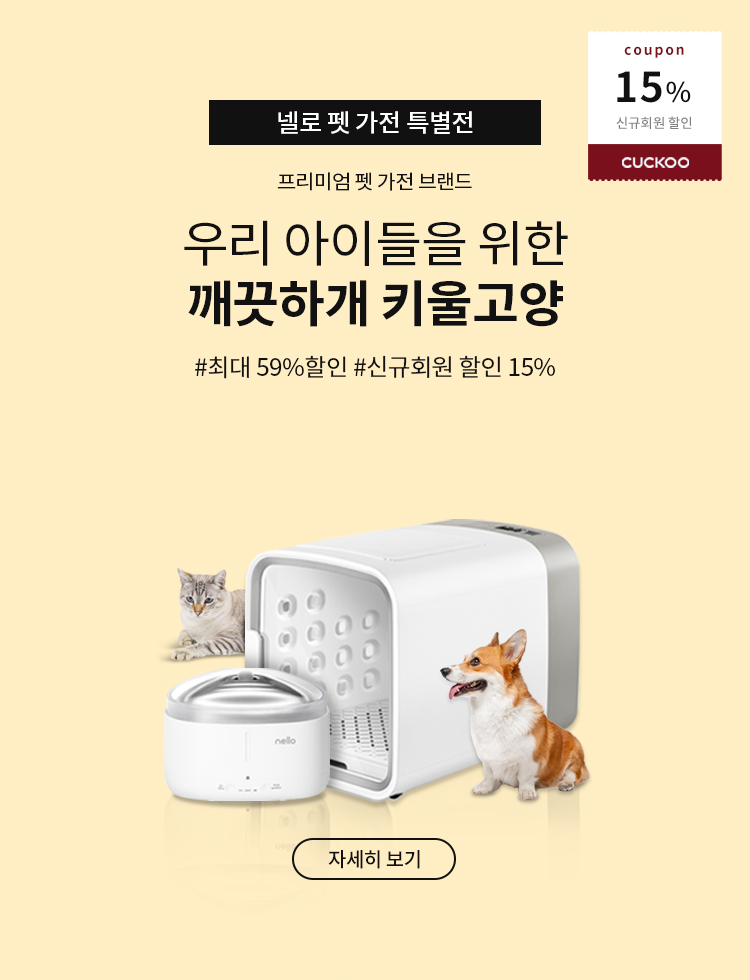 coupon
15%
신규회원 할인
CUCKOO
넬로 펫 가전 특별전
프리미엄 펫 가전 브랜드
우리 아이들을 위한
깨끗하개 키울고양
#최대 59%할인 #신규회원 할인 15%
nello
자세히 보기